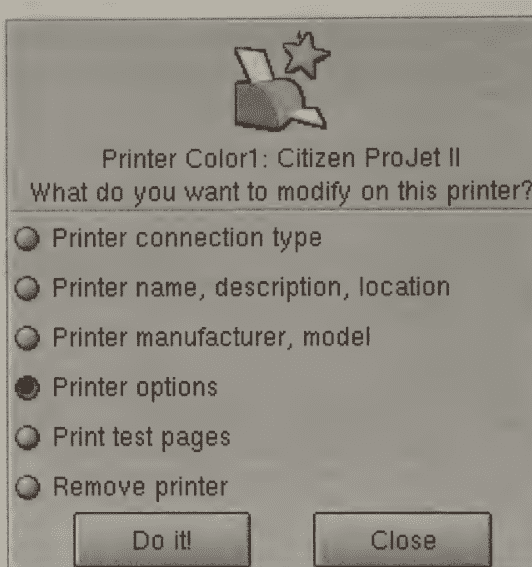 Printer Color1: Citizen ProJet II
What do you want to modify on this printer?
Printer connection type
Printer name, description, location
Printer manufacturer, model
Printer options
Print test pages
Remove printer
Do it!
Close